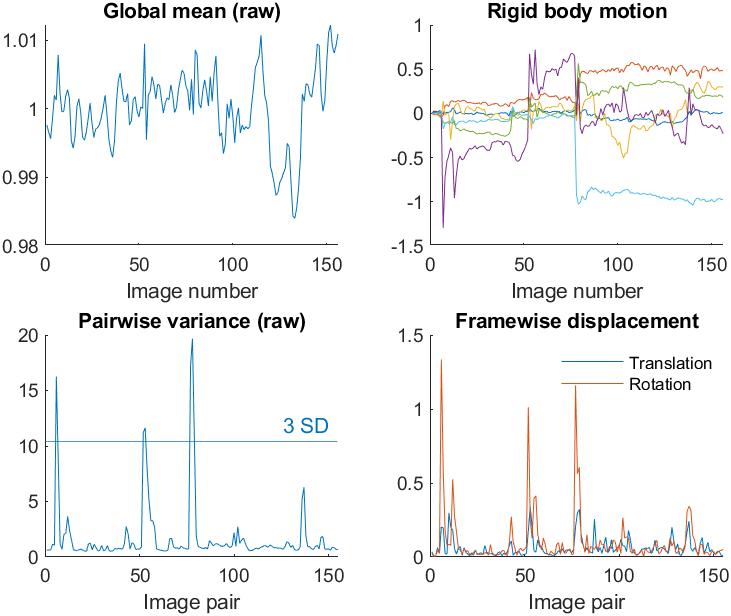 Global mean (raw)
1.01
1
0.99
0.98
0 50 100 150
Image number
Rigid body motion
1
0.5
0
-0.5
-1
-1.5
0 50 100 150
Image number
Pairwise variance (raw)
20
15
10
5
0
3 SD
0 50 100 150
Image pair
Framewise displacement
1.5
1
0.5
0
Translation
Rotation
0 50 100 150
Image pair